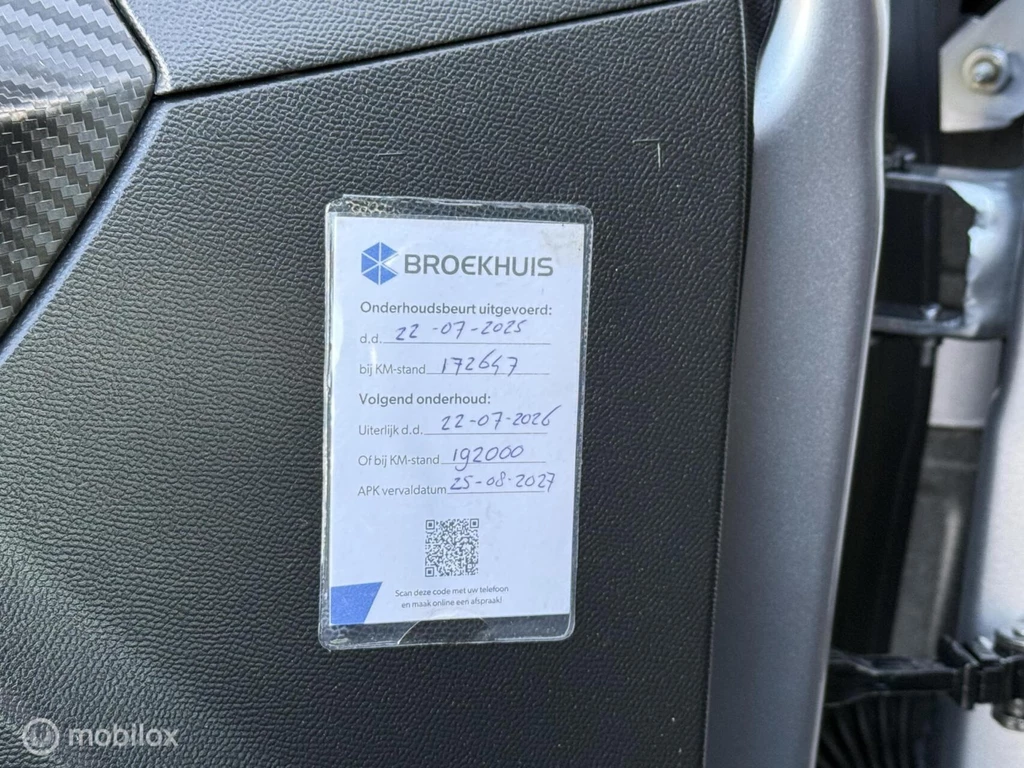 BROEKHUIS
Onderhoudsbeurt uitgevoerd:
d.d. 22-07-2025
bij KM-stand 172647
Volgend onderhoud:
Uiterlijk d.d. 22-07-2026
Of bij KM-stand 192000
APK vervaldatum 25-08-2027
Scan deze code met uw telefoon
en maak online een afspraak!
mobilox